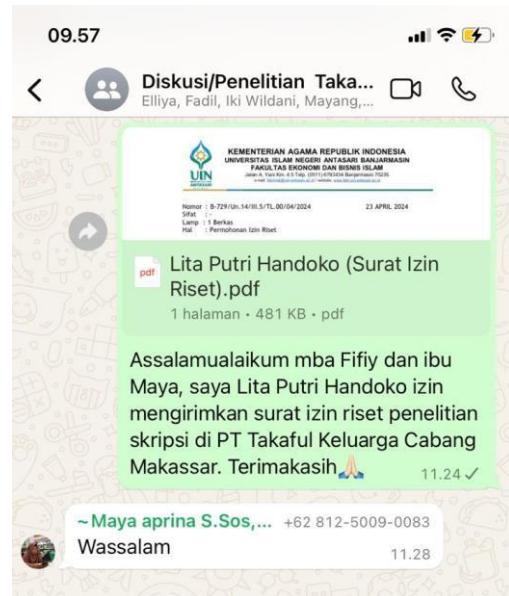 09.57
Diskusi/Penelitian Taka...
Elliya, Fadil, Iki Wildani, Mayang,...
UIN
ANTASARI
KEMENTERIAN AGAMA REPUBLIK INDONESIA
UNIVERSITAS ISLAM NEGERI ANTASARI BANJARMASIN
FAKULTAS EKONOMI DAN BISNIS ISLAM
Nomor : B-729/Un.14/III.5/TL.00/04/2024 23 APRIL 2024
Sifat : -
Lamp : 1 Berkas
Hal : Permohonan Izin Riset
pdf
Lita Putri Handoko (Surat Izin
Riset).pdf
1 halaman • 481 KB • pdf
Assalamualaikum mba Fifiy dan ibu
Maya, saya Lita Putri Handoko izin
mengirimkan surat izin riset penelitian
skripsi di PT Takaful Keluarga Cabang
Makassar. Terimakasih🙏🏻
11.24
~Maya aprina S.Sos,... +62 812-5009-0083
Wassalam
11.28